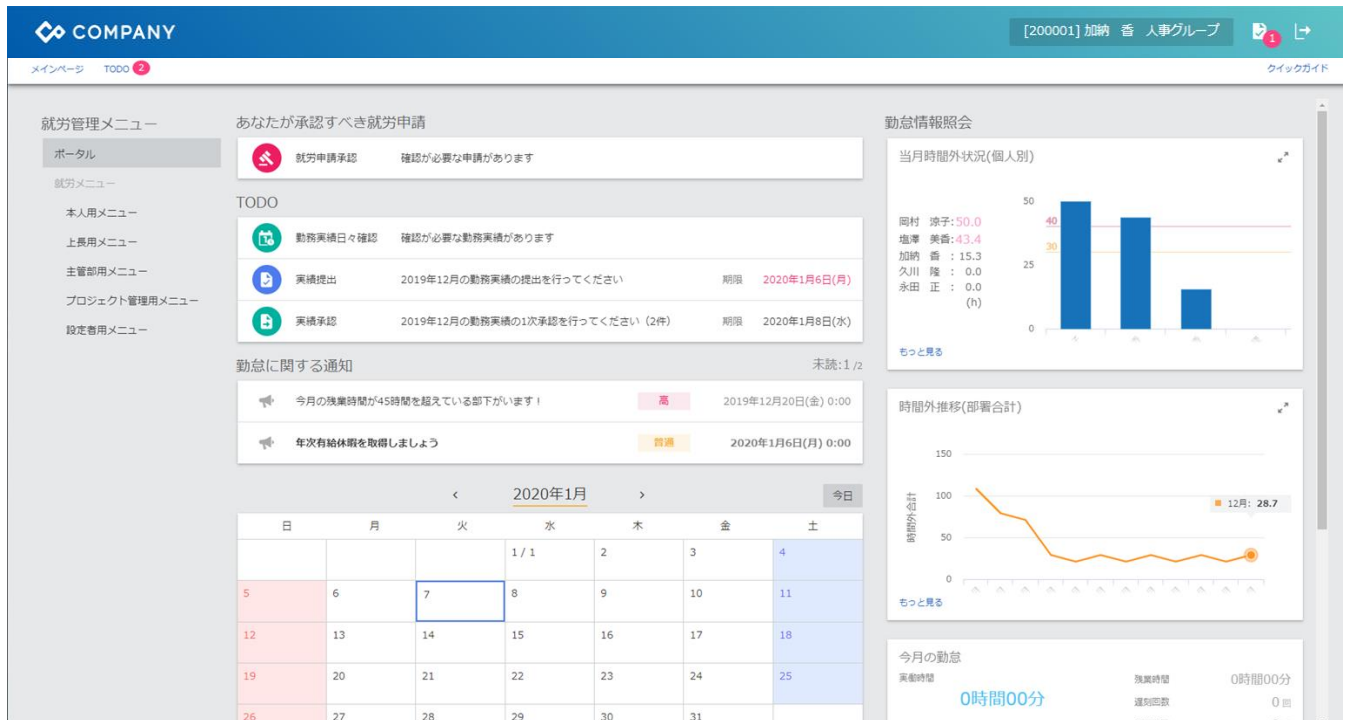 COMPANY
[200001] 加納 香 人事グループ
1
メインページ TODO 2
クイックガイド
就労管理メニュー
ポータル
就労メニュー
本人用メニュー
上長用メニュー
主管部用メニュー
プロジェクト管理用メニュー
設定者用メニュー
あなたが承認すべき就労申請
就労申請承認 確認が必要な申請があります
TODO
勤務実績日々確認 確認が必要な勤務実績があります
実績提出 2019年12月の勤務実績の提出を行ってください 期限 2020年1月6日(月)
実績承認 2019年12月の勤務実績の1次承認を行ってください（2件） 期限 2020年1月8日(水)
勤怠に関する通知 未読:1 /2
今月の残業時間が45時間を超えている部下がいます！ 高 2019年12月20日(金) 0:00
年次有給休暇を取得しましょう 普通 2020年1月6日(月) 0:00
‹ 2020年1月 › 今日
日 月 火 水 木 金 土
1 / 1 2 3 4
5 6 7 8 9 10 11
12 13 14 15 16 17 18
19 20 21 22 23 24 25
26 27 28 29 30 31
勤怠情報照会
当月時間外状況(個人別)
岡村 涼子:50.0
塩澤 美香:43.4
加納 香 : 15.3
久川 隆 : 0.0
永田 正 : 0.0
(h)
50
40
30
25
0
もっと見る
時間外推移(部署合計)
時間外合計
150
100
50
0
12月: 28.7
もっと見る
今月の勤怠
実働時間
0時間00分
残業時間 0時間00分
遅刻回数 0 回